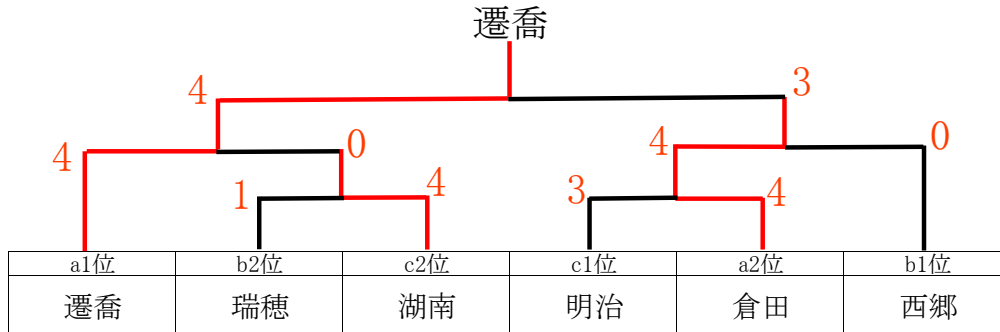 遷喬
4 3
4 0 4 0
1 4 3 4
a1位 b2位 c2位 c1位 a2位 b1位
遷喬 瑞穂 湖南 明治 倉田 西郷